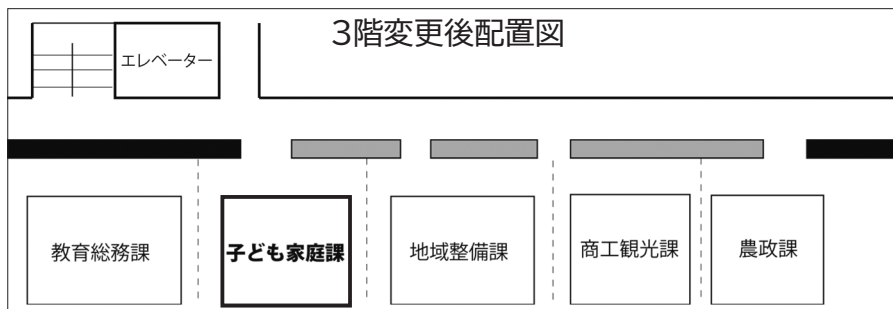 3階変更後配置図
エレベーター
教育総務課
子ども家庭課
地域整備課
商工観光課
農政課